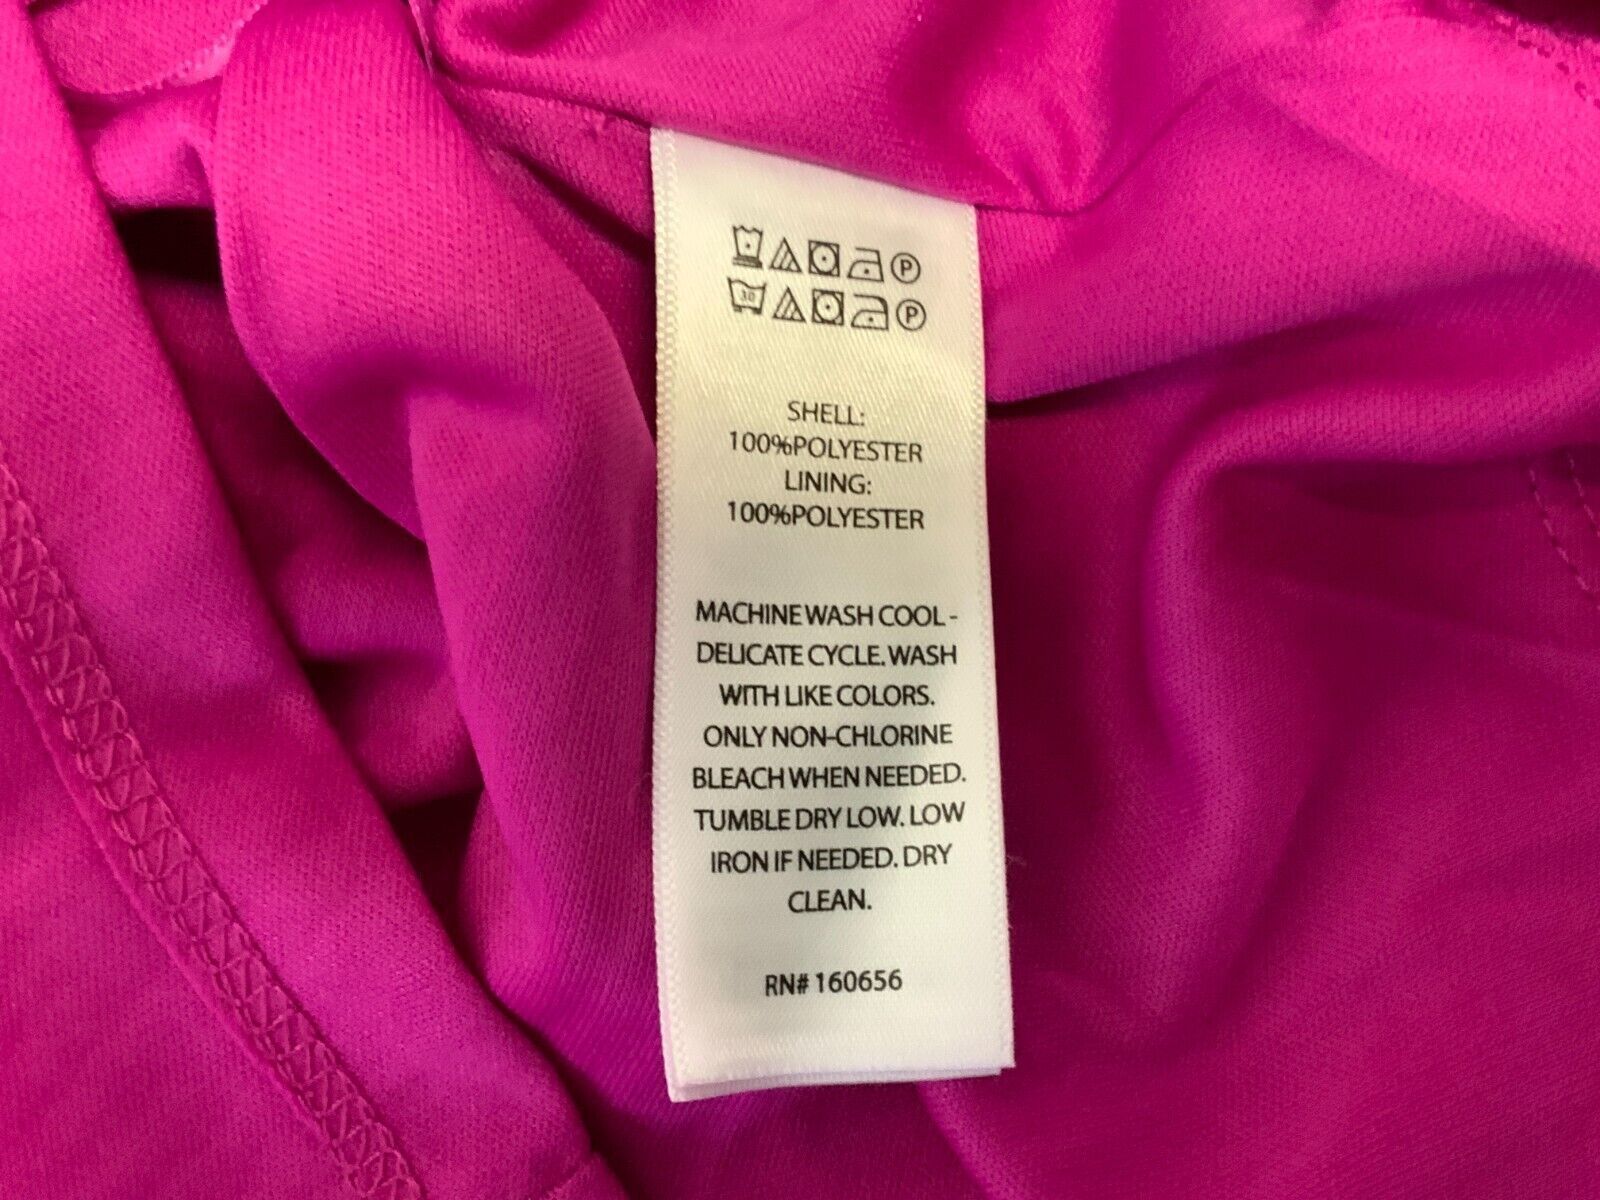 P
30 P
SHELL:
100%POLYESTER
LINING:
100%POLYESTER
MACHINE WASH COOL -
DELICATE CYCLE. WASH
WITH LIKE COLORS.
ONLY NON-CHLORINE
BLEACH WHEN NEEDED.
TUMBLE DRY LOW. LOW
IRON IF NEEDED. DRY
CLEAN.
RN# 160656